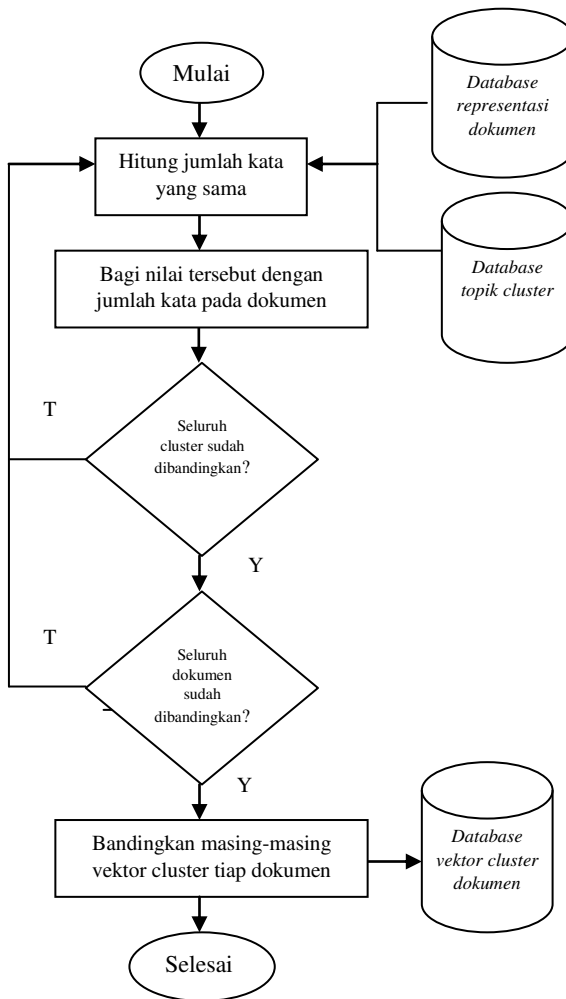 Mulai
Database
representasi
dokumen
Hitung jumlah kata
yang sama
Bagi nilai tersebut dengan
jumlah kata pada dokumen
Database
topik cluster
T
Seluruh
cluster sudah
dibandingkan?
Y
T
Seluruh
dokumen
sudah
dibandingkan?
Y
Bandingkan masing-masing
vektor cluster tiap dokumen
Database
vektor cluster
dokumen
Selesai